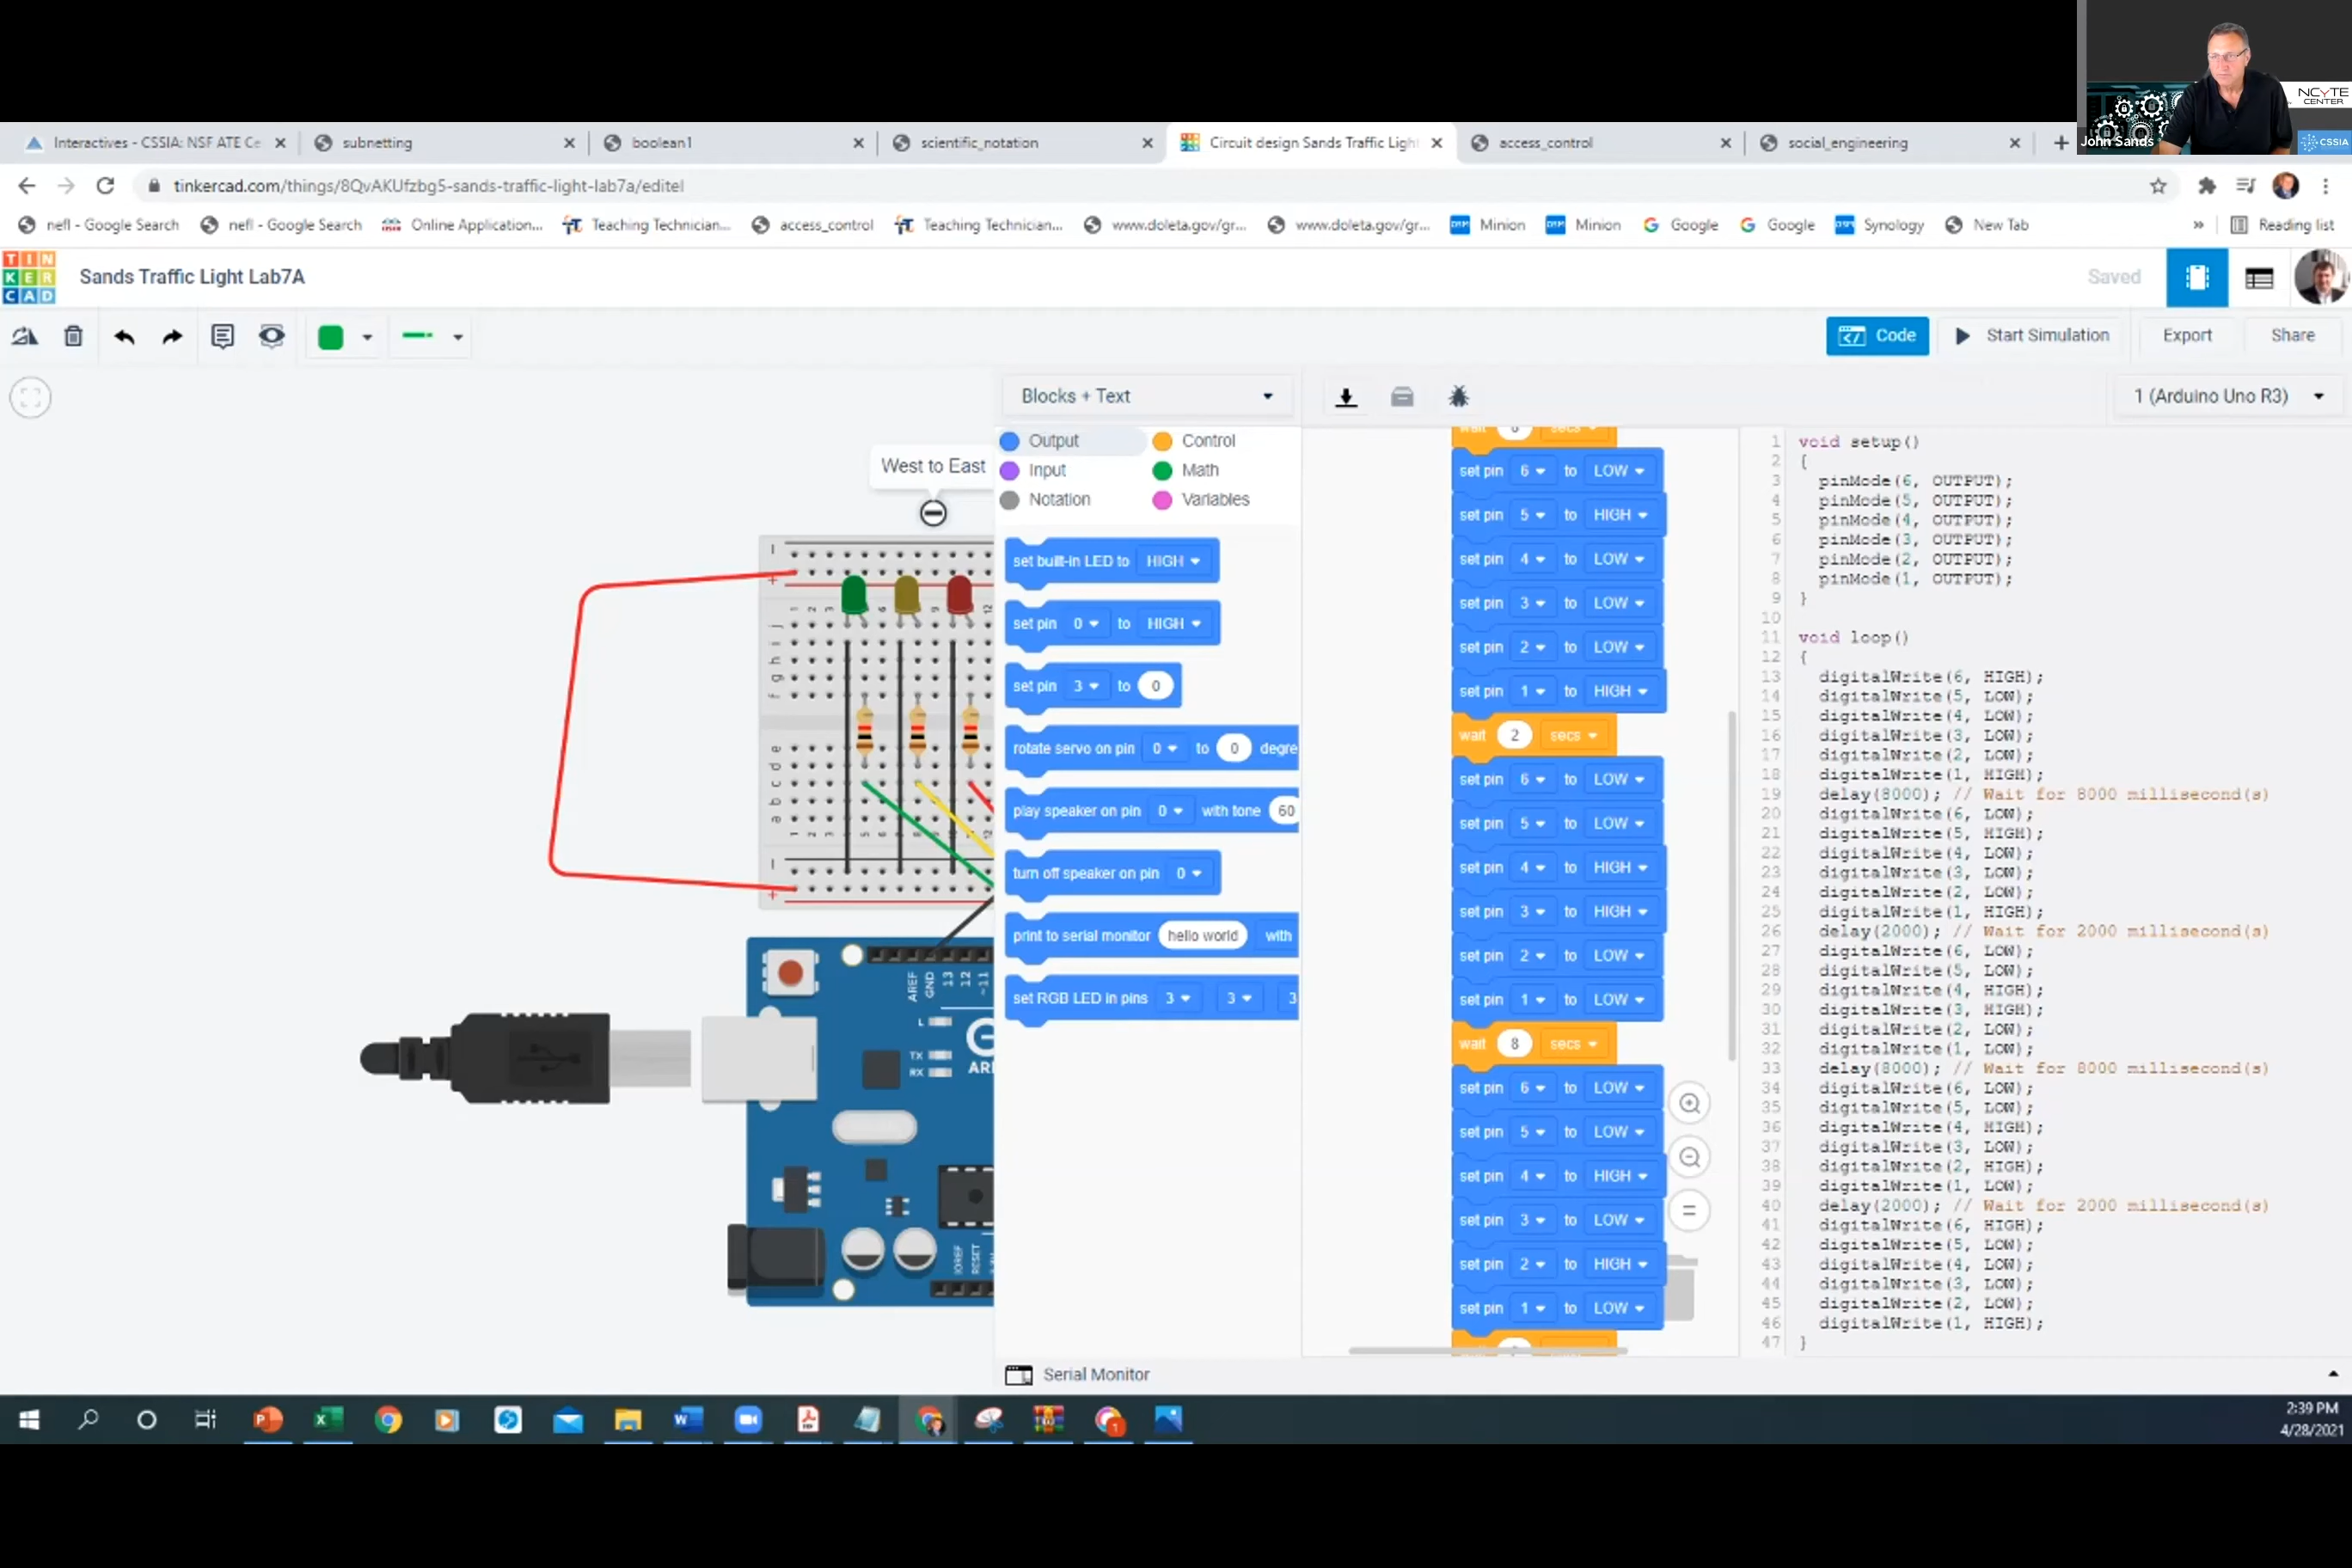 NCYTE
CENTER
John Sands
CSSIA
Interactives - CSSIA: NSF ATE Ce
subnetting
boolean1
scientific_notation
Circuit design Sands Traffic Light
access_control
social_engineering
tinkercad.com/things/8QvAKUfzbg5-sands-traffic-light-lab7a/editel
nefl - Google Search
nefl - Google Search
Online Application...
Teaching Technician...
access_control
Teaching Technician...
www.doleta.gov/gr...
www.doleta.gov/gr...
Minion
Minion
Google
Google
Synology
New Tab
»
Reading list
TIN
KER
CAD
Sands Traffic Light Lab7A
Saved
Code
Start Simulation
Export
Share
Blocks + Text
1 (Arduino Uno R3)
West to East
Output
Control
Input
Math
Notation
Variables
set built-in LED to HIGH
set pin 0 to HIGH
set pin 3 to 0
rotate servo on pin 0 to 0 degre
play speaker on pin 0 with tone 60
turn off speaker on pin 0
print to serial monitor hello world with
set RGB LED in pins 3 3 3
set pin 6 to LOW
set pin 5 to HIGH
set pin 4 to LOW
set pin 3 to LOW
set pin 2 to LOW
set pin 1 to HIGH
wait 2 secs
set pin 6 to LOW
set pin 5 to LOW
set pin 4 to HIGH
set pin 3 to HIGH
set pin 2 to LOW
set pin 1 to LOW
wait 8 secs
set pin 6 to LOW
set pin 5 to LOW
set pin 4 to HIGH
set pin 3 to LOW
set pin 2 to HIGH
set pin 1 to LOW
1 void setup()
2 {
3 pinMode(6, OUTPUT);
4 pinMode(5, OUTPUT);
5 pinMode(4, OUTPUT);
6 pinMode(3, OUTPUT);
7 pinMode(2, OUTPUT);
8 pinMode(1, OUTPUT);
9 }
10
11 void loop()
12 {
13 digitalWrite(6, HIGH);
14 digitalWrite(5, LOW);
15 digitalWrite(4, LOW);
16 digitalWrite(3, LOW);
17 digitalWrite(2, LOW);
18 digitalWrite(1, HIGH);
19 delay(8000); // Wait for 8000 millisecond(s)
20 digitalWrite(6, LOW);
21 digitalWrite(5, HIGH);
22 digitalWrite(4, LOW);
23 digitalWrite(3, LOW);
24 digitalWrite(2, LOW);
25 digitalWrite(1, HIGH);
26 delay(2000); // Wait for 2000 millisecond(s)
27 digitalWrite(6, LOW);
28 digitalWrite(5, LOW);
29 digitalWrite(4, HIGH);
30 digitalWrite(3, HIGH);
31 digitalWrite(2, LOW);
32 digitalWrite(1, LOW);
33 delay(8000); // Wait for 8000 millisecond(s)
34 digitalWrite(6, LOW);
35 digitalWrite(5, LOW);
36 digitalWrite(4, HIGH);
37 digitalWrite(3, LOW);
38 digitalWrite(2, HIGH);
39 digitalWrite(1, LOW);
40 delay(2000); // Wait for 2000 millisecond(s)
41 digitalWrite(6, HIGH);
42 digitalWrite(5, LOW);
43 digitalWrite(4, LOW);
44 digitalWrite(3, LOW);
45 digitalWrite(2, LOW);
46 digitalWrite(1, HIGH);
47 }
AREF
GND
13
12
~11
L
TX
RX
IOREF
RESET
Serial Monitor
2:39 PM
4/28/2021